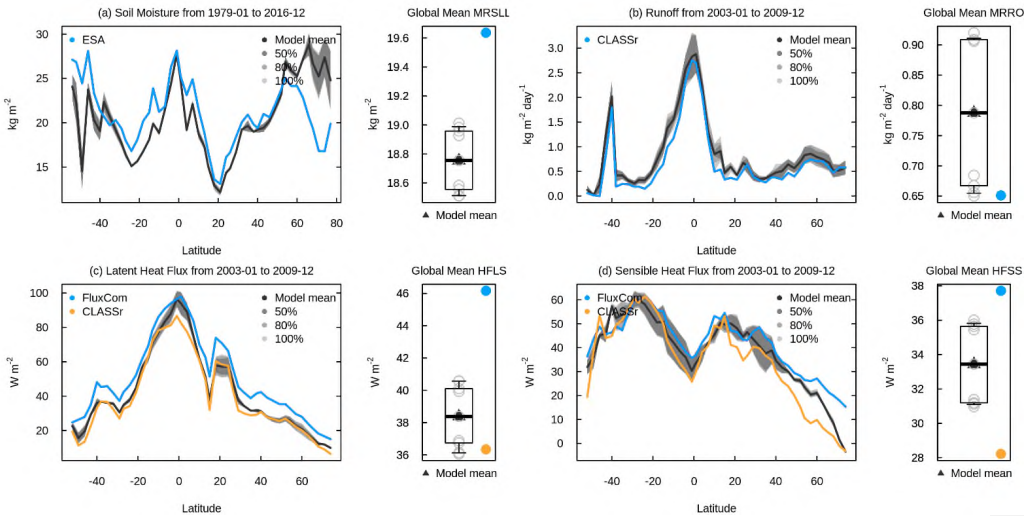 (a) Soil Moisture from 1979-01 to 2016-12
Global Mean MRSLL
(b) Runoff from 2003-01 to 2009-12
Global Mean MRRO
ESA
Model mean
50%
80%
100%
CLASSr
Model mean
50%
80%
100%
kg m-2
30
25
20
15
-40 -20 0 20 40 60 80
Latitude
kg m-2
19.6
19.4
19.2
19.0
18.8
18.6
▲ Model mean
kg m-2 day-1
3.0
2.5
2.0
1.5
1.0
0.5
0.0
-40 -20 0 20 40 60
Latitude
kg m-2 day-1
0.90
0.85
0.80
0.75
0.70
0.65
▲ Model mean
(c) Latent Heat Flux from 2003-01 to 2009-12
Global Mean HFLS
(d) Sensible Heat Flux from 2003-01 to 2009-12
Global Mean HFSS
FluxCom
CLASSr
Model mean
50%
80%
100%
FluxCom
CLASSr
Model mean
50%
80%
100%
W m-2
100
80
60
40
20
-40 -20 0 20 40 60
Latitude
W m-2
46
44
42
40
38
36
▲ Model mean
W m-2
60
50
40
30
20
10
0
-40 -20 0 20 40 60
Latitude
W m-2
38
36
34
32
30
28
▲ Model mean